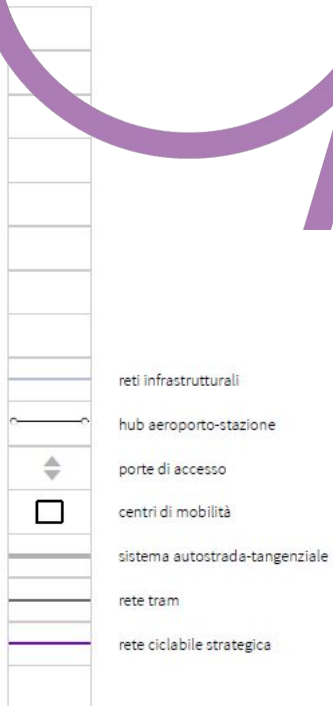 reti infrastrutturali
hub aeroporto-stazione
porte di accesso
centri di mobilità
sistema autostrada-tangenziale
rete tram
rete ciclabile strategica